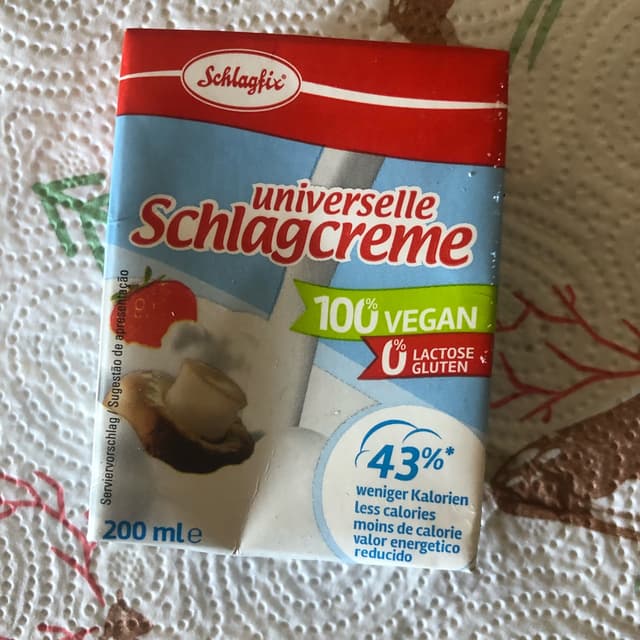 Schlagfix®
universelle
Schlagcreme
100% VEGAN
0% LACTOSE
GLUTEN
Serviervorschlag / Sugestão de apresentação
43%*
weniger Kalorien
less calories
moins de calorie
valor energetico
reducido
200 ml e